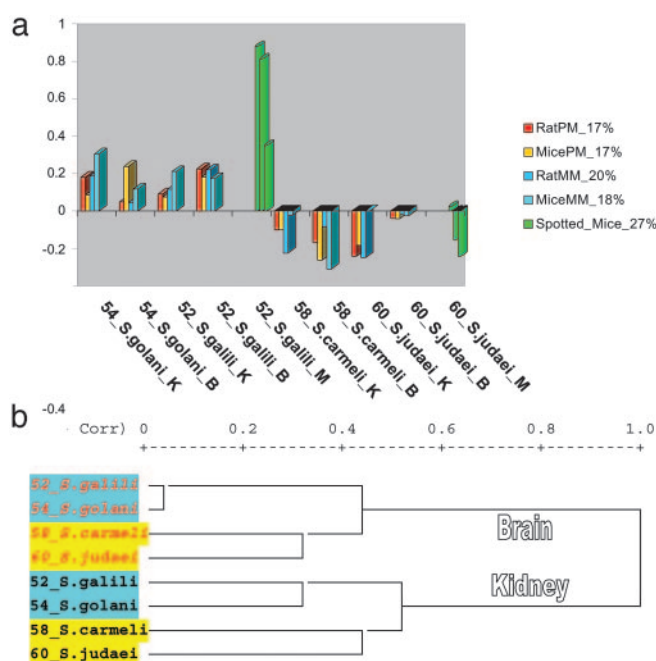 a
1
0.8
0.6
0.4
0.2
0
-0.2
-0.4
RatPM_17%
MicePM_17%
RatMM_20%
MiceMM_18%
Spotted_Mice_27%
54_S.golani_K
54_S.golani_B
52_S.galili_K
52_S.galili_B
52_S.galili_M
58_S.carmeli_K
58_S.carmeli_B
60_S.judaei_K
60_S.judaei_B
60_S.judaei_M
b
Corr) 0 0.2 0.4 0.6 0.8 1.0
52_S.galili
54_S.golani
58_S.carmeli
60_S.judaei
Brain
52_S.galili
54_S.golani
58_S.carmeli
60_S.judaei
Kidney